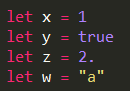 let x = 1
let y = true
let z = 2.
let w = "a"